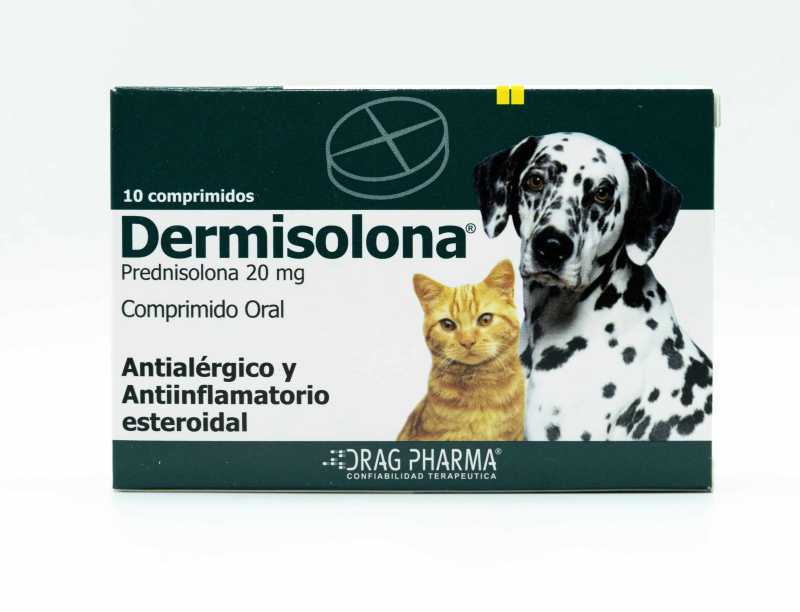 10 comprimidos
Dermisolona®
Prednisolona 20 mg
Comprimido Oral
Antialérgico y
Antiinflamatorio
esteroidal
DRAG PHARMA®
CONFIABILIDAD TERAPEUTICA